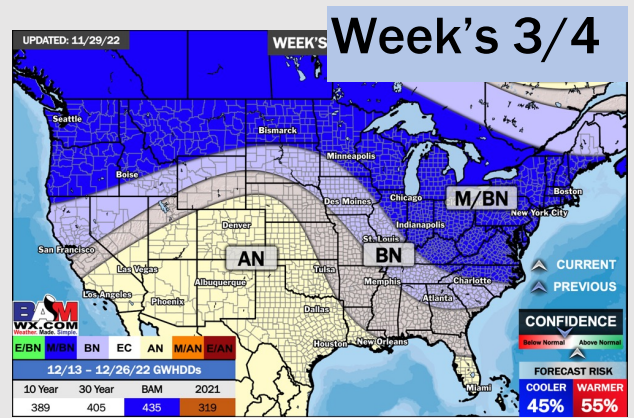 Week's 3/4
UPDATED: 11/29/22
WEEK'S
Seattle
Bismarck
Minneapolis
Boise
Boston
Des Moines
Chicago
M/BN
New York City
Indianapolis
Denver
San Francisco
St. Louis
AN
BN
CURRENT
Las Vegas
Tulsa
Memphis
Charlotte
PREVIOUS
Albuquerque
Los Angeles
Phoenix
Atlanta
Dallas
BAM
WX.COM
Weather. Made. Simple.
CONFIDENCE
Below Normal
Above Normal
Houston
New Orleans
E/BN M/BN BN EC AN M/AN E/AN
12/13 – 12/26/22 GWHDDs
FORECAST RISK
10 Year 30 Year BAM 2021
Miami
COOLER WARMER
389 405 435 319
45% 55%